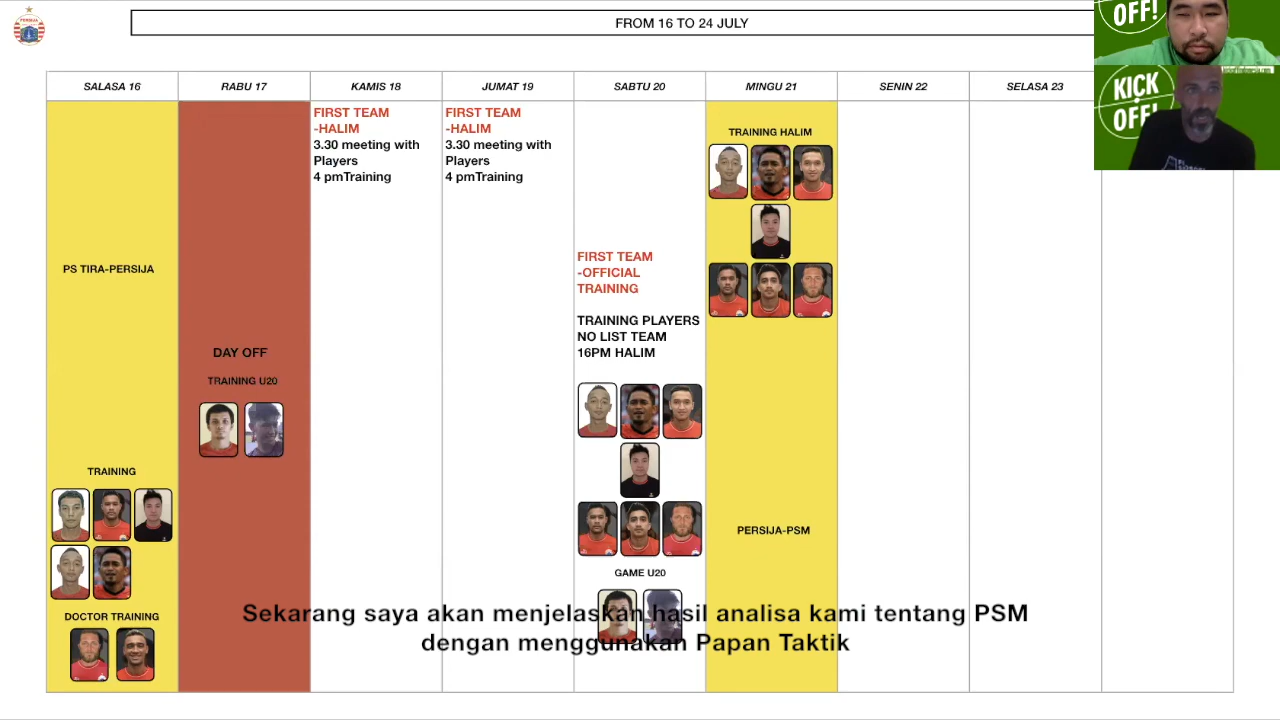 PERSIJA
FROM 16 TO 24 JULY
OFF!
KICK
OFF!
SALASA 16
RABU 17
KAMIS 18
JUMAT 19
SABTU 20
MINGU 21
SENIN 22
SELASA 23
PS TIRA-PERSIJA
TRAINING
DOCTOR TRAINING
DAY OFF
TRAINING U20
FIRST TEAM
-HALIM
3.30 meeting with
Players
4 pmTraining
FIRST TEAM
-HALIM
3.30 meeting with
Players
4 pmTraining
FIRST TEAM
-OFFICIAL
TRAINING
TRAINING PLAYERS
NO LIST TEAM
16PM HALIM
GAME U20
TRAINING HALIM
PERSIJA-PSM
Sekarang saya akan menjelaskan hasil analisa kami tentang PSM
dengan menggunakan Papan Taktik